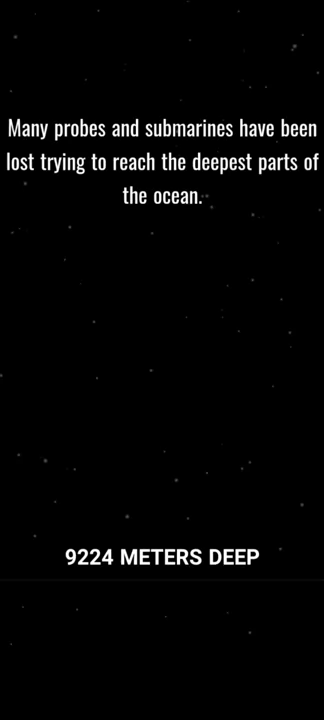 Many probes and submarines have been
lost trying to reach the deepest parts of
the ocean.
9224 METERS DEEP